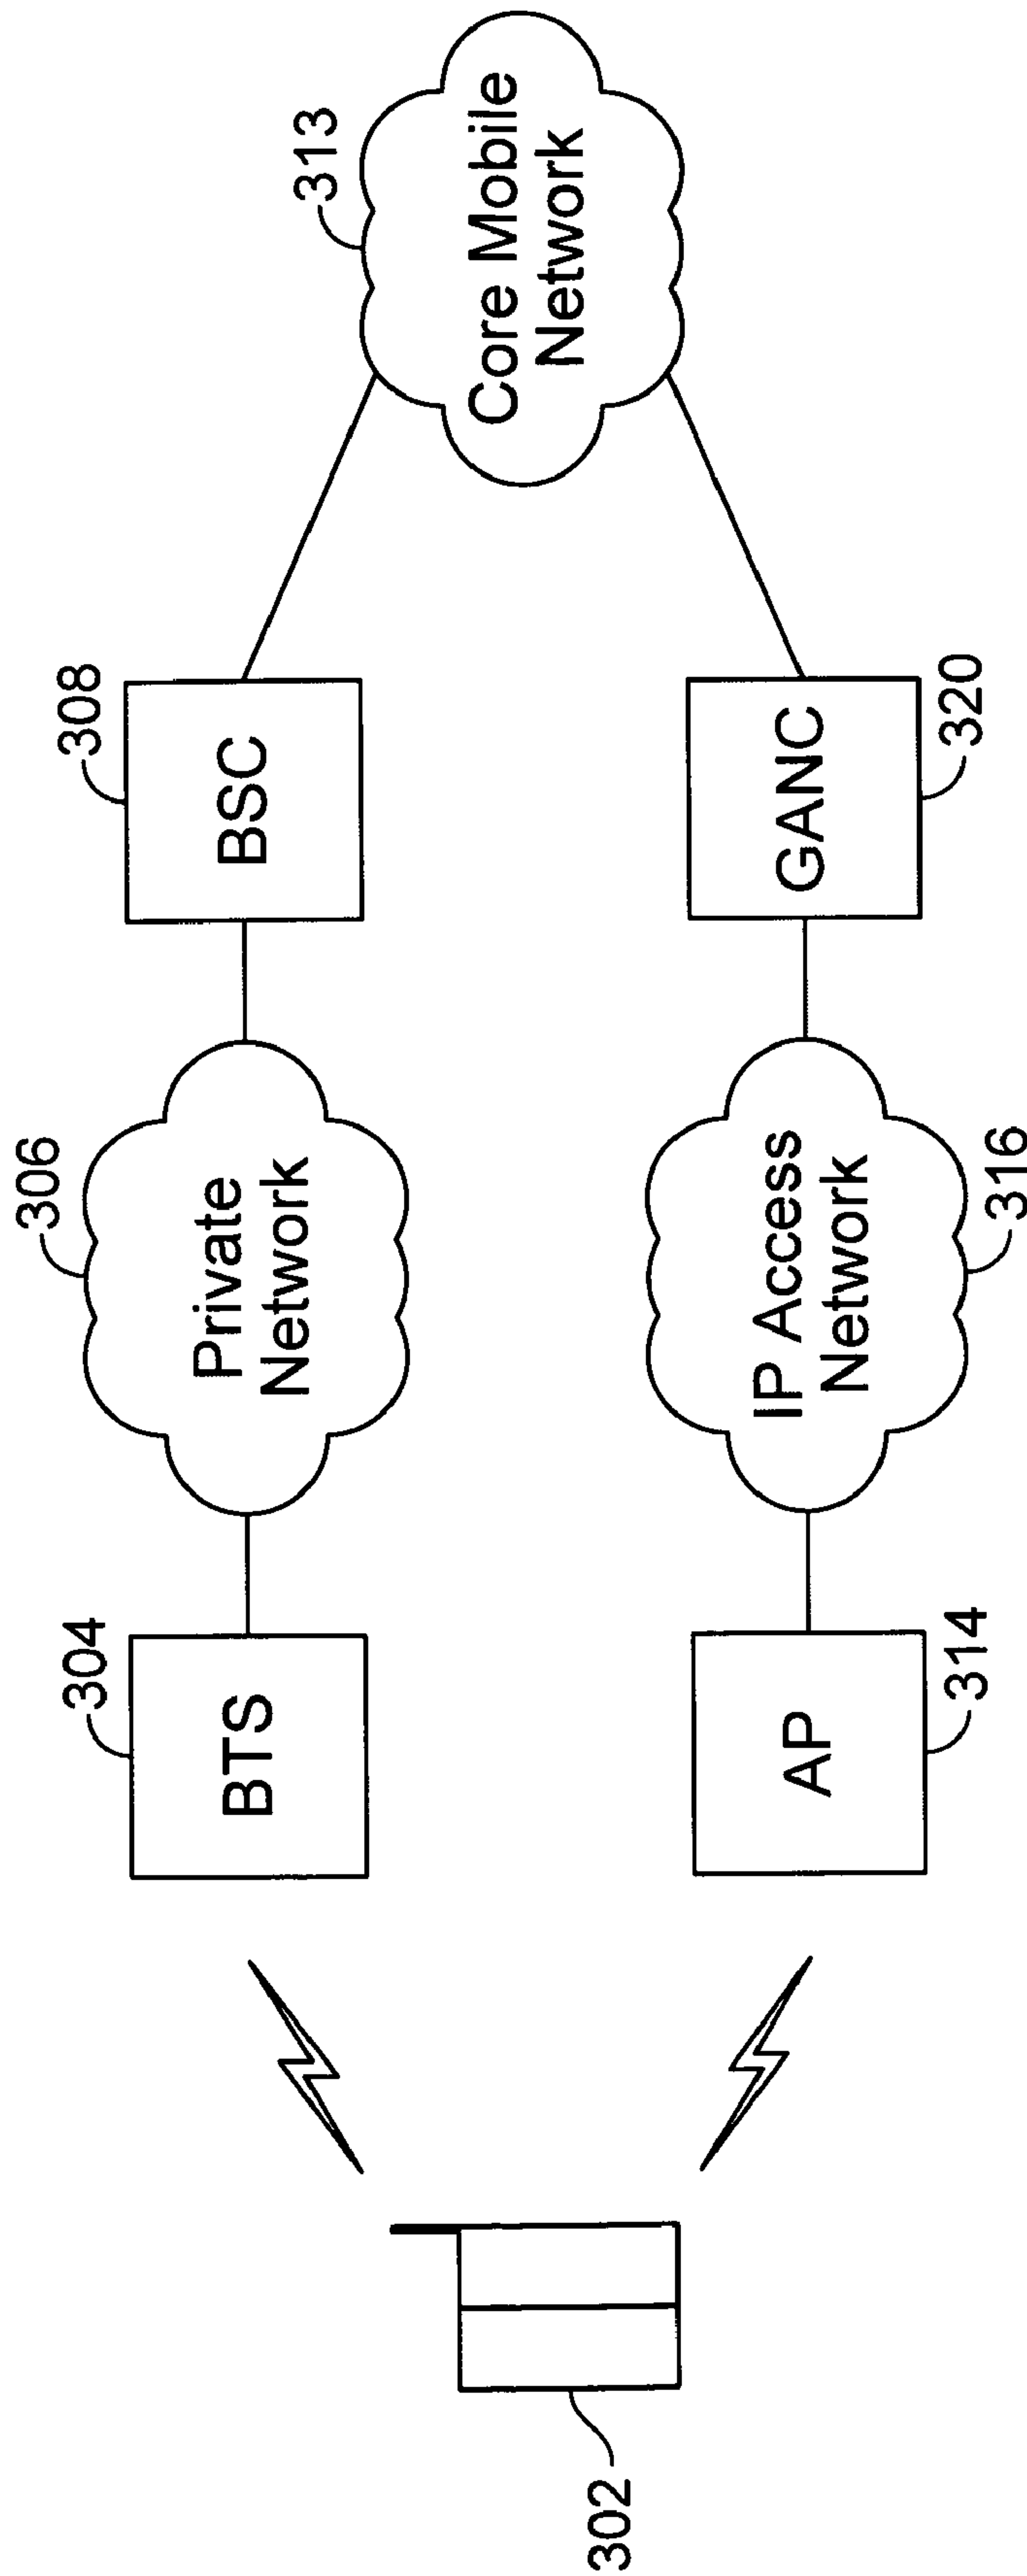 304
BTS
306
Private
Network
308
BSC
313
Core Mobile
Network
302
AP
314
IP Access
Network
316
GANC
320